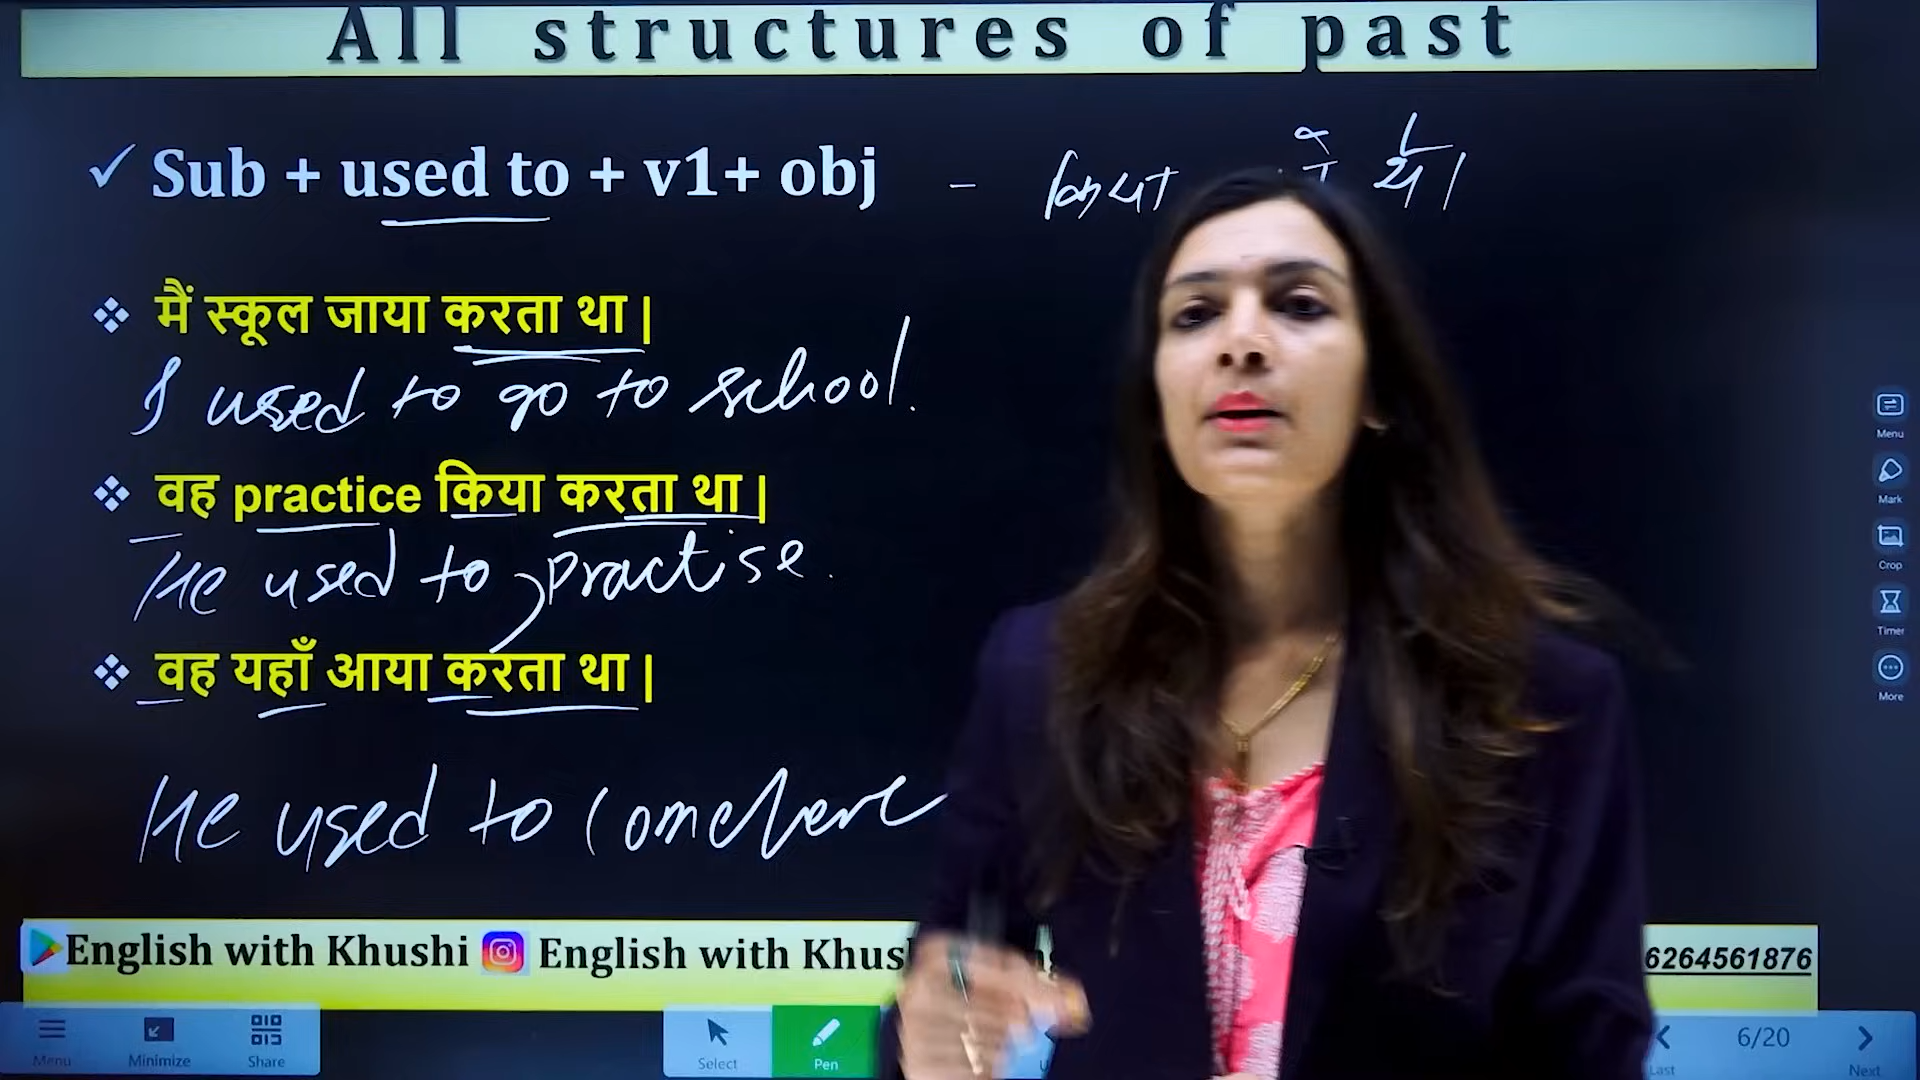 All structures of past
✓ Sub + used to + v1+ obj -
❖ मैं स्कूल जाया करता था |
I used to go to school.
❖ वह practice किया करता था |
He used to practise.
❖ वह यहाँ आया करता था |
He used to come here
English with Khushi English with Khus 6264561876
Menu
Mark
Crop
Timer
More
Menu Minimize Share Select Pen Last 6/20 Next